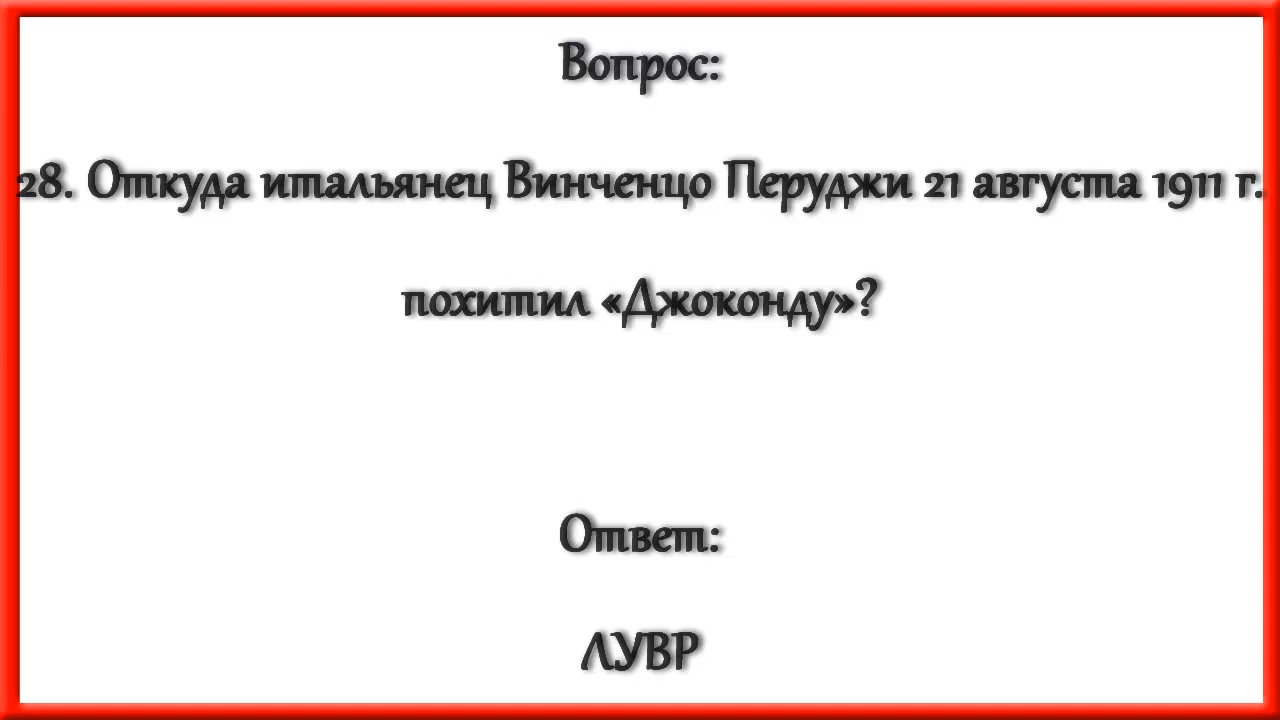 Вопрос:
28. Откуда итальянец Винченцо Перуджи 21 августа 1911 г.
похитил «Джоконду»?
Ответ:
ЛУВР